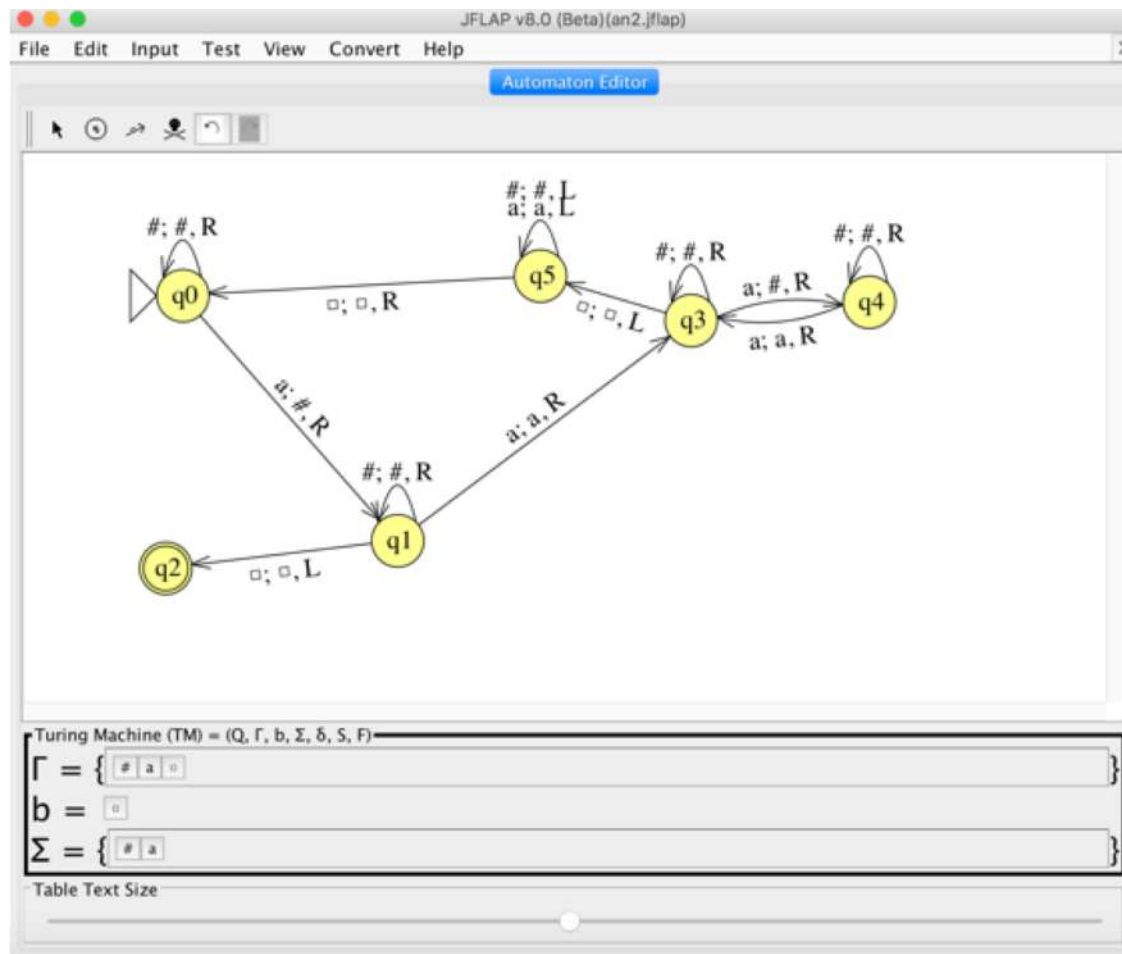 JFLAP v8.0 (Beta)(an2.jflap)
File Edit Input Test View Convert Help
Automaton Editor
#; #, L
a; a, L
#; #, R
#; #, R
#; #, R
q5
q0
□; □, R
□; □, L
q3
a; #, R
q4
a; a, R
a; #, R
a; a, R
#; #, R
q1
q2
□; □, L
Turing Machine (TM) = (Q, Γ, b, Σ, δ, S, F)
Γ = { # a □ }
b = □
Σ = { # a }
Table Text Size